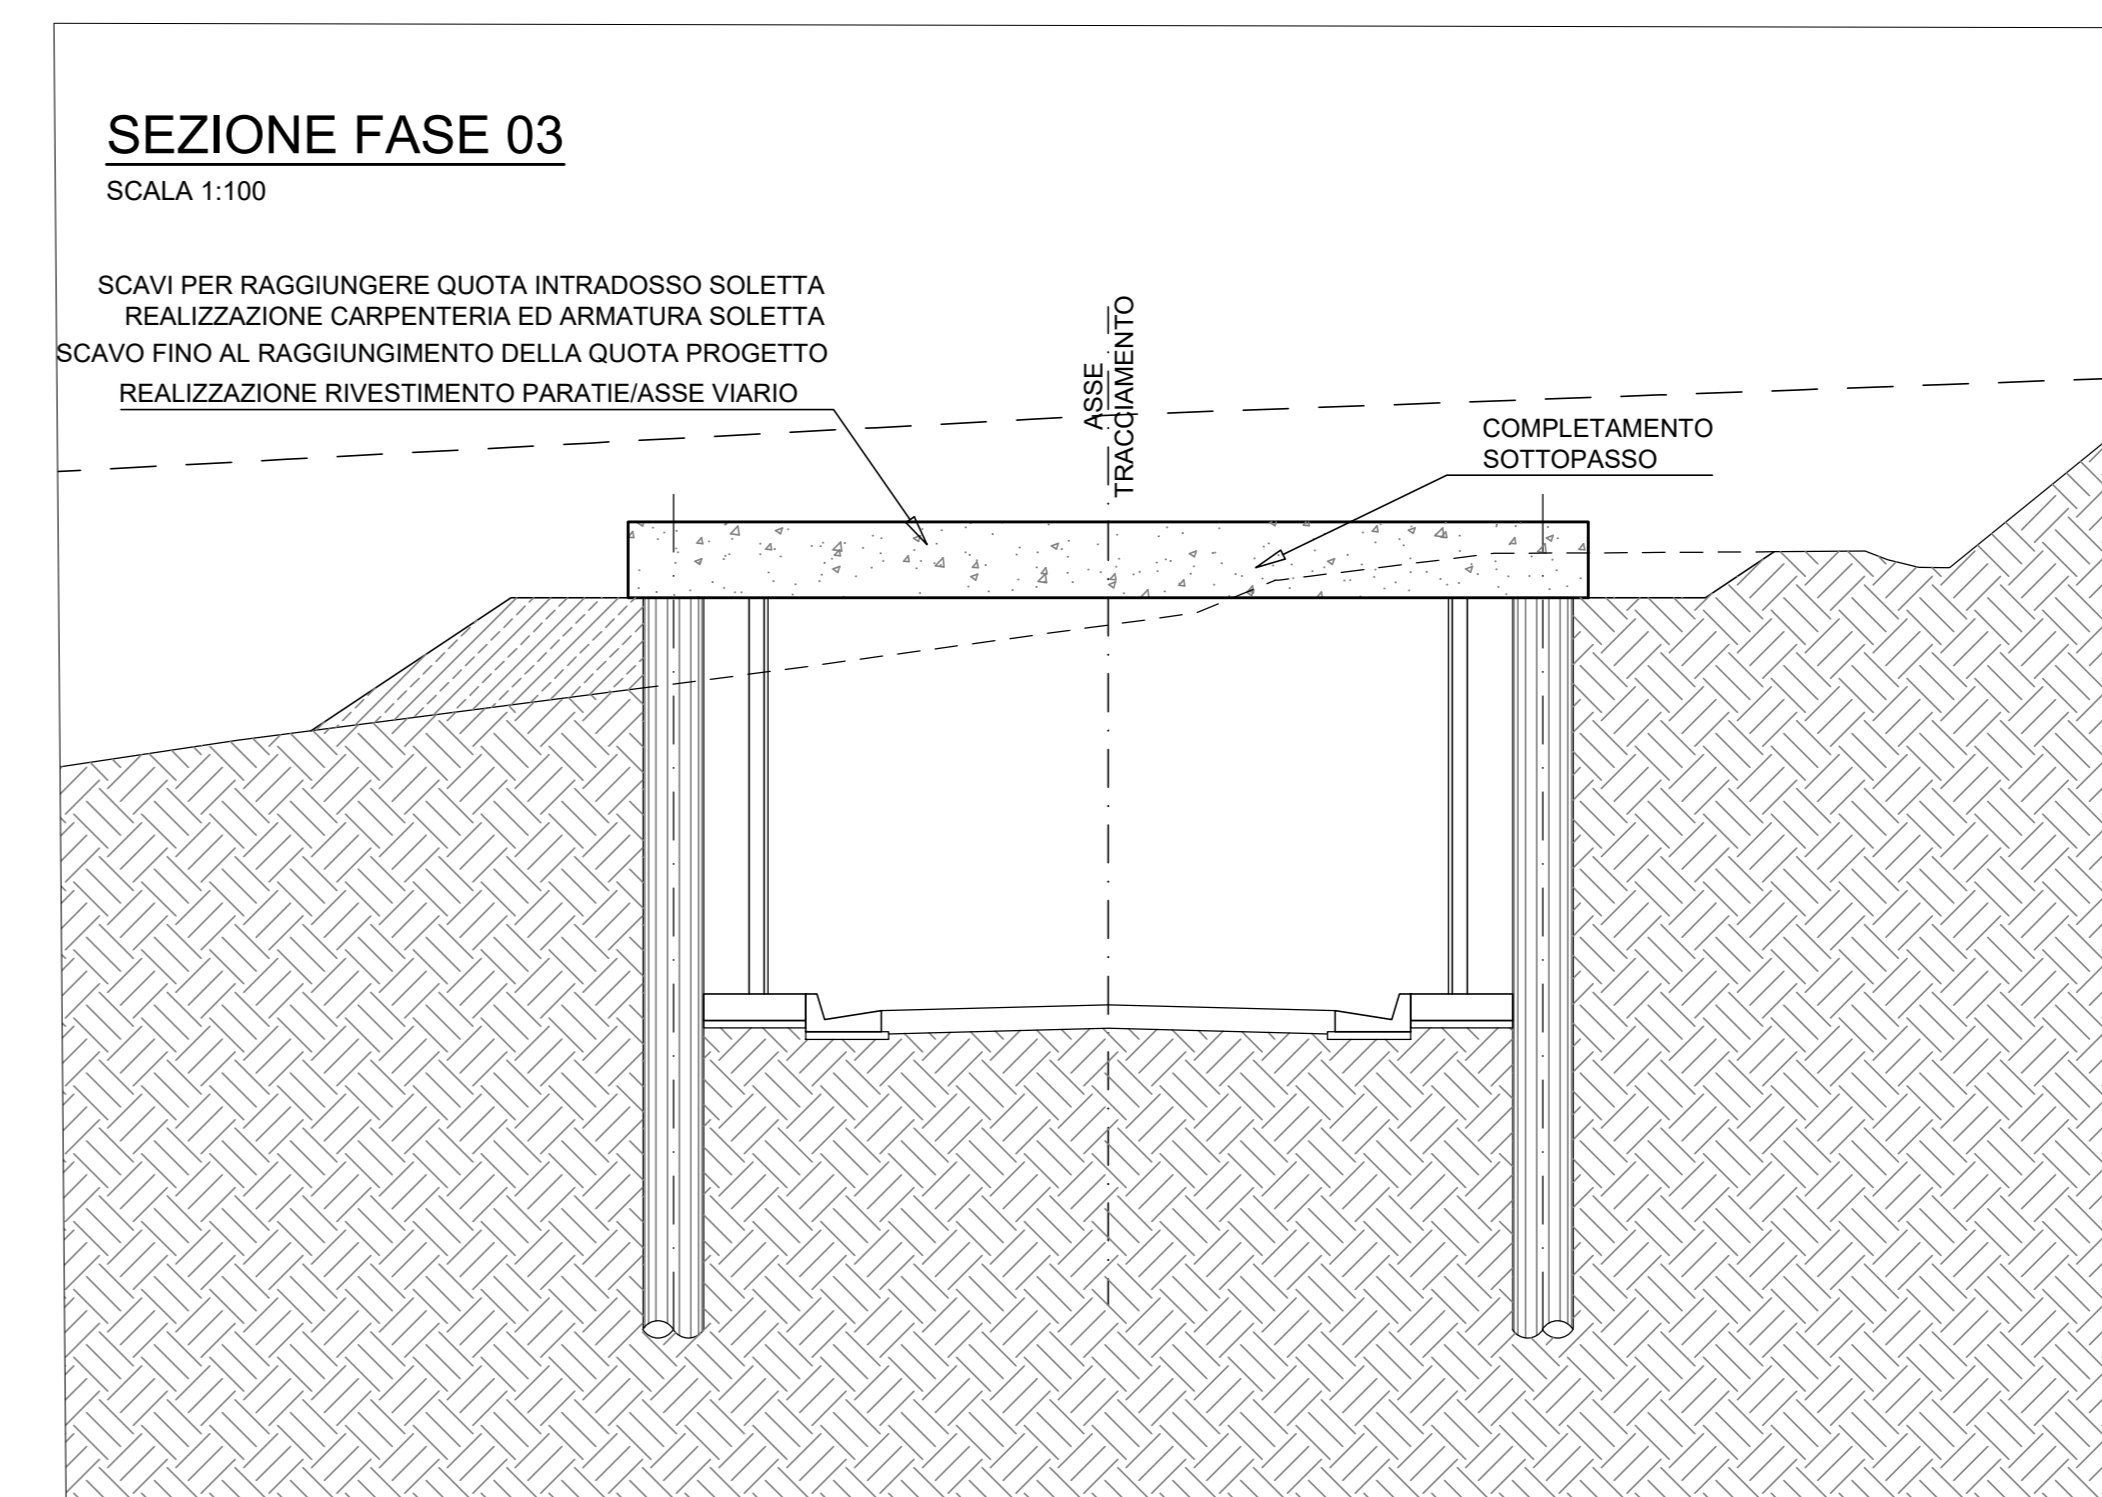 SEZIONE FASE 03
SCALA 1:100
SCAVI PER RAGGIUNGERE QUOTA INTRADOSSO SOLETTA
REALIZZAZIONE CARPENTERIA ED ARMATURA SOLETTA
SCAVO FINO AL RAGGIUNGIMENTO DELLA QUOTA PROGETTO
REALIZZAZIONE RIVESTIMENTO PARATIE/ASSE VIARIO
ASSE
TRACCIAMENTO
COMPLETAMENTO
SOTTOPASSO